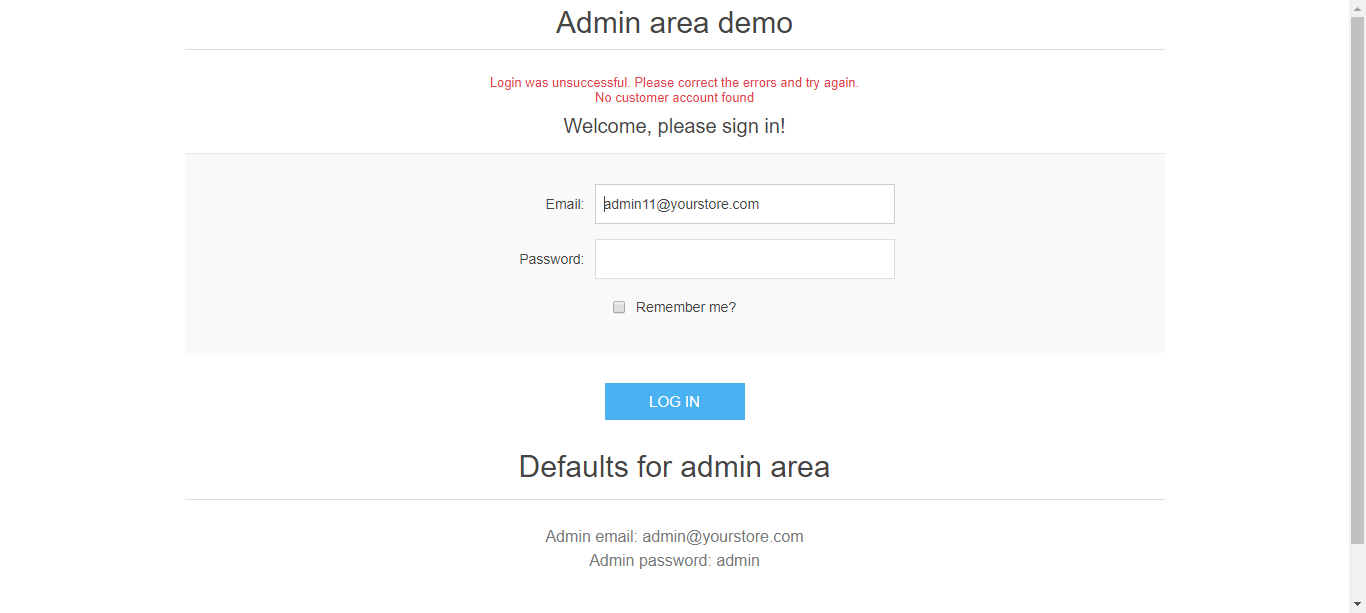 Admin area demo
Login was unsuccessful. Please correct the errors and try again.
No customer account found
Welcome, please sign in!
Email: admin11@yourstore.com
Password:
Remember me?
LOG IN
Defaults for admin area
Admin email: admin@yourstore.com
Admin password: admin